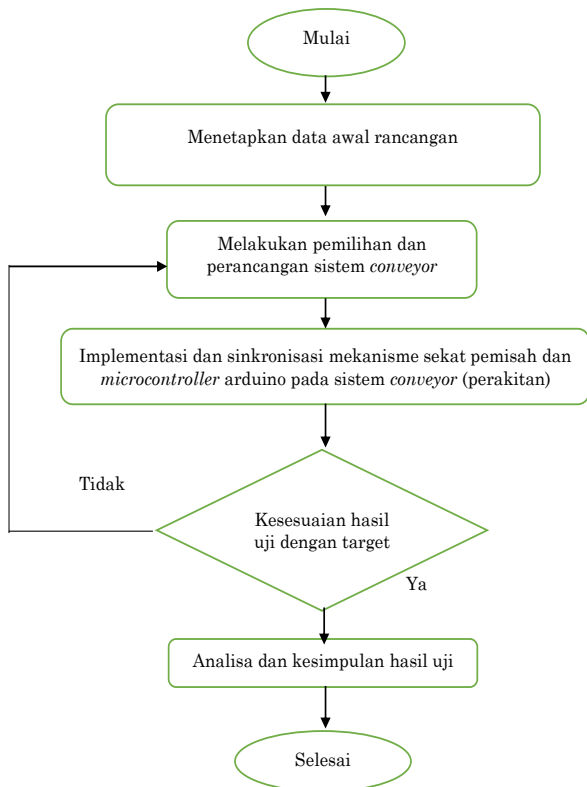 Mulai
Menetapkan data awal rancangan
Melakukan pemilihan dan
perancangan sistem conveyor
Implementasi dan sinkronisasi mekanisme sekat pemisah dan
microcontroller arduino pada sistem conveyor (perakitan)
Tidak
Kesesuaian hasil
uji dengan target
Ya
Analisa dan kesimpulan hasil uji
Selesai